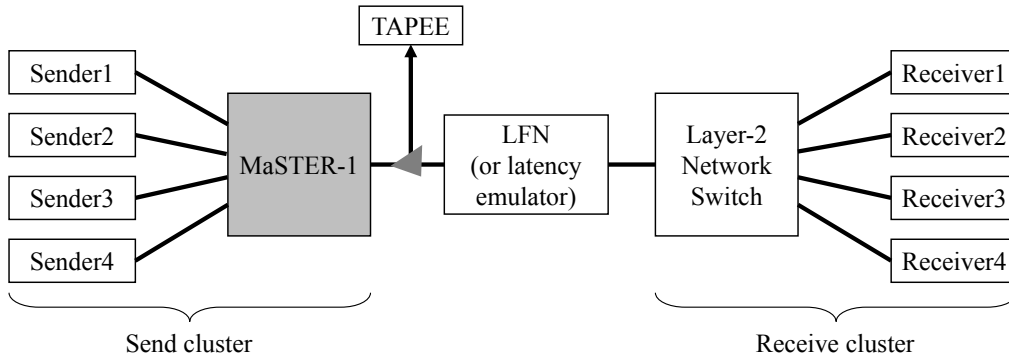 TAPEE
Sender1
Sender2
Sender3
Sender4
MaSTER-1
LFN
(or latency
emulator)
Layer-2
Network
Switch
Receiver1
Receiver2
Receiver3
Receiver4
Send cluster
Receive cluster